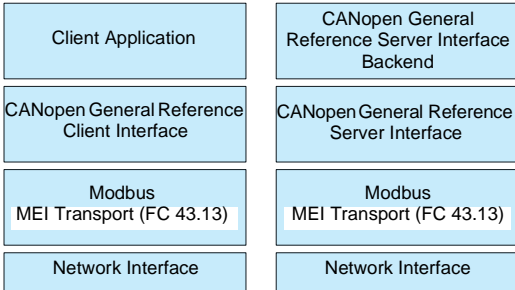 Client Application
CANopen General
Reference Server Interface
Backend
CANopen General Reference
Client Interface
CANopen General Reference
Server Interface
Modbus
MEI Transport (FC 43.13)
Modbus
MEI Transport (FC 43.13)
Network Interface
Network Interface